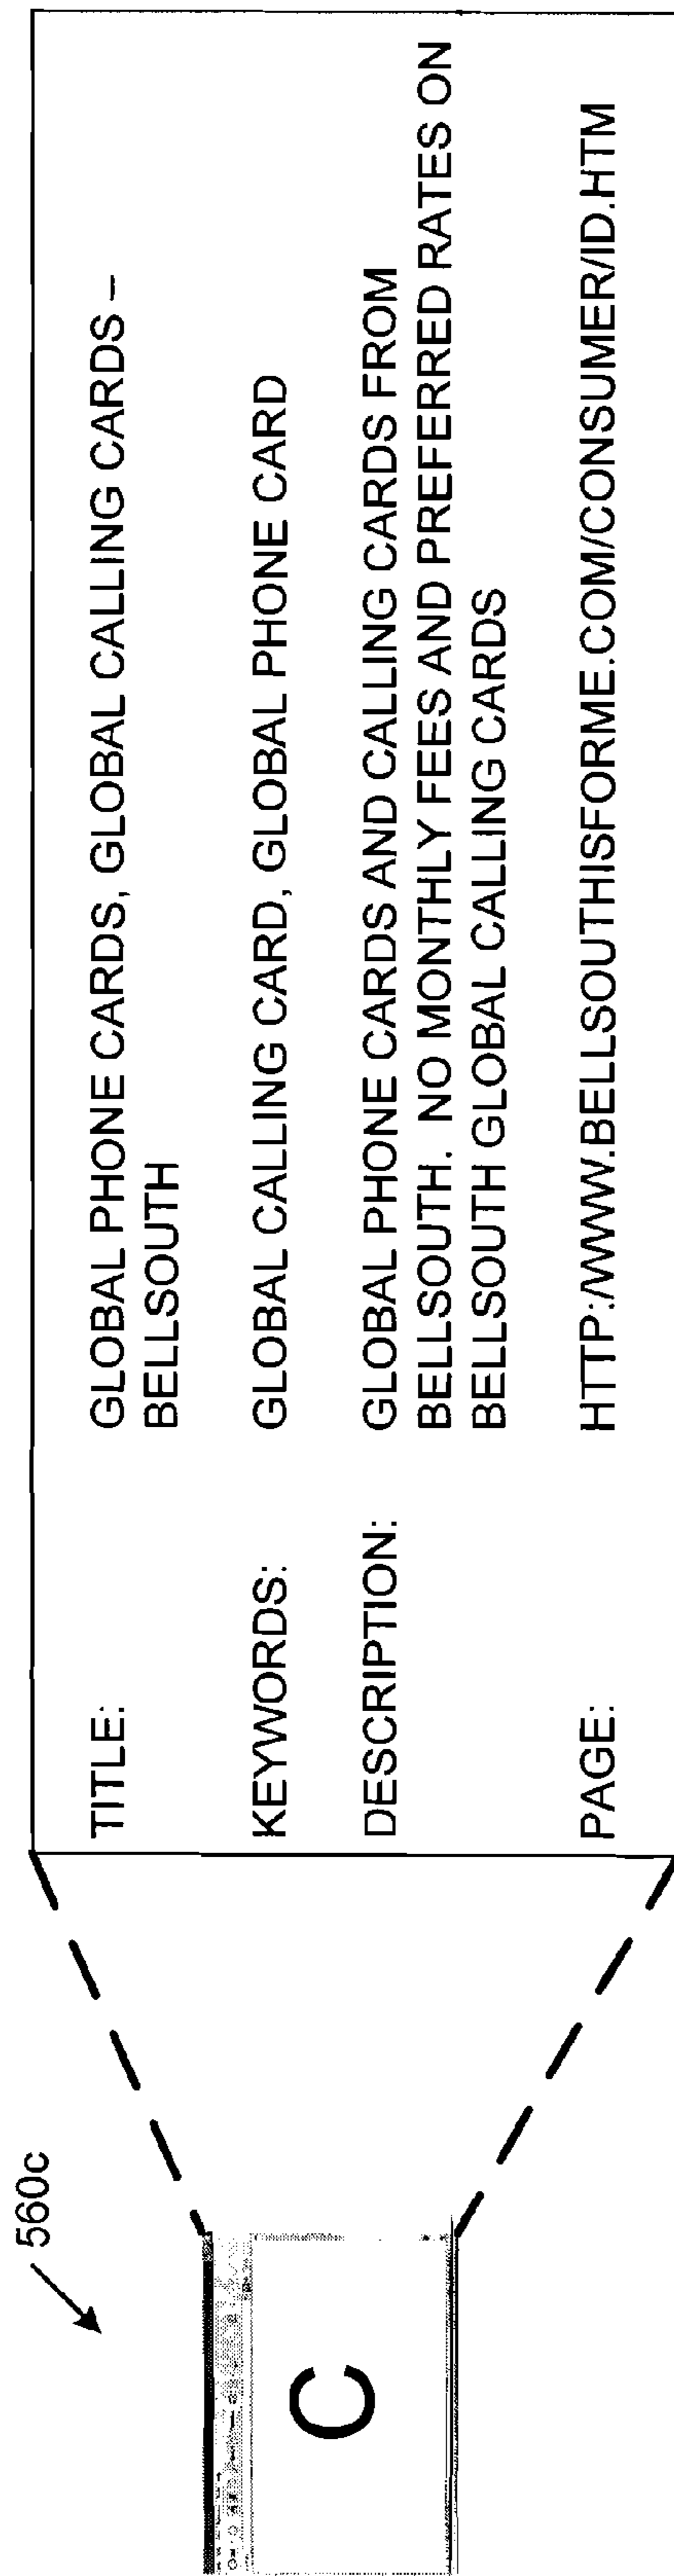 560c
C
TITLE: GLOBAL PHONE CARDS, GLOBAL CALLING CARDS –
BELLSOUTH
KEYWORDS: GLOBAL CALLING CARD, GLOBAL PHONE CARD
DESCRIPTION: GLOBAL PHONE CARDS AND CALLING CARDS FROM
BELLSOUTH. NO MONTHLY FEES AND PREFERRED RATES ON
BELLSOUTH GLOBAL CALLING CARDS
PAGE: HTTP:/WWW.BELLSOUTHISFORME.COM/CONSUMER/ID.HTM